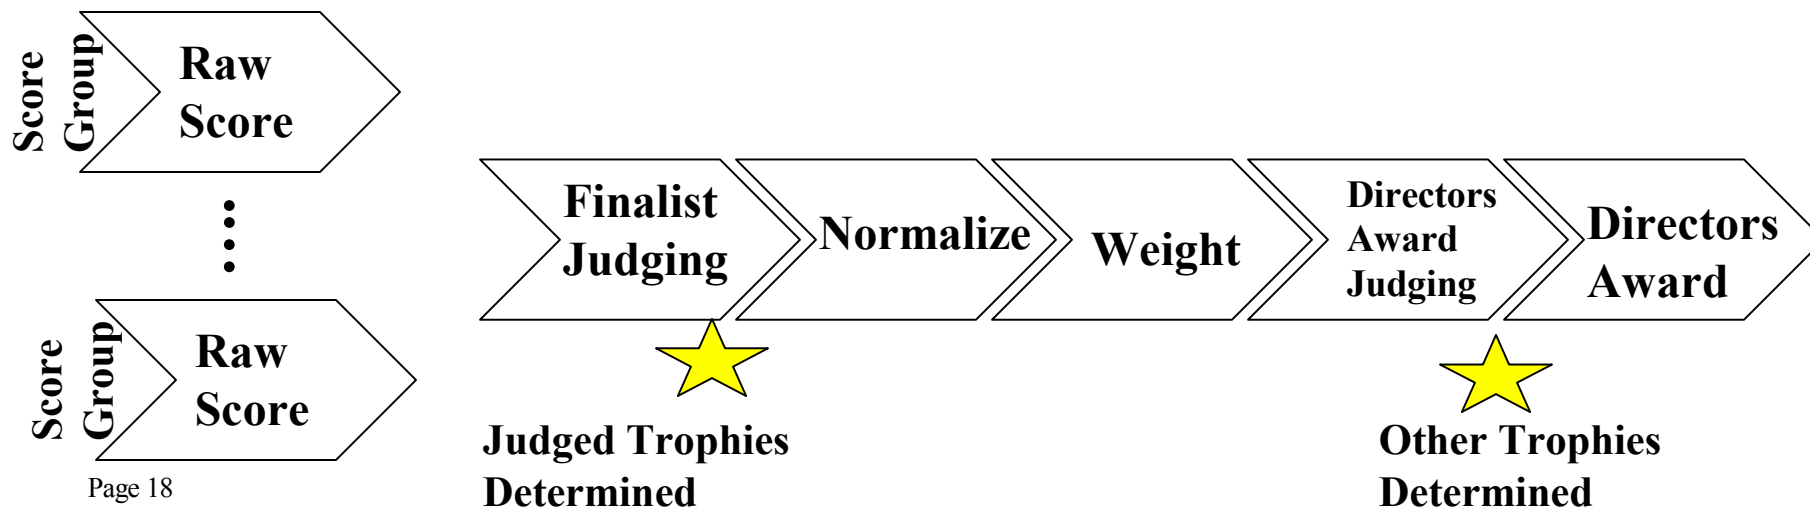 Score
Group
Raw
Score
Score
Group
Raw
Score
Finalist
Judging
Normalize
Weight
Directors
Award
Judging
Directors
Award
Judged Trophies
Determined
Other Trophies
Determined
Page 18